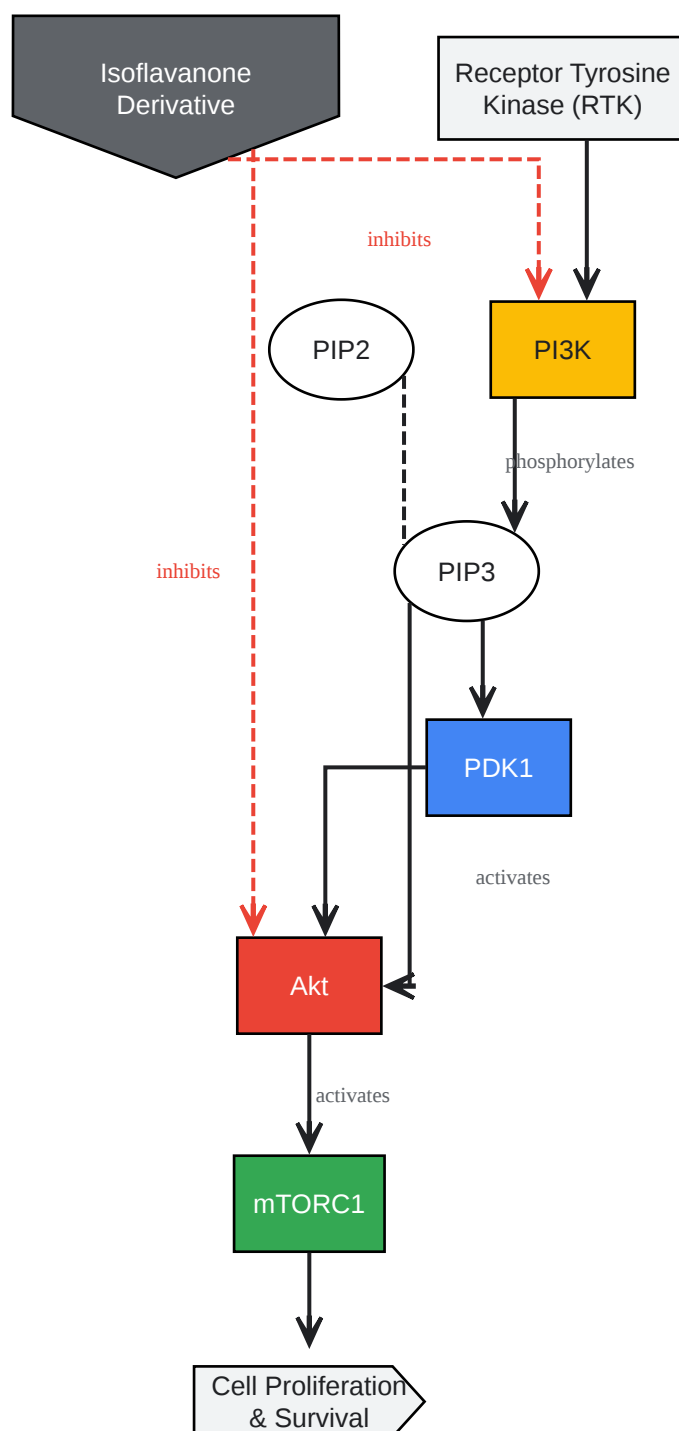 Isoflavanone
Derivative
Receptor Tyrosine
Kinase (RTK)
inhibits
PIP2
PI3K
phosphorylates
inhibits
PIP3
PDK1
activates
Akt
activates
mTORC1
Cell Proliferation
& Survival